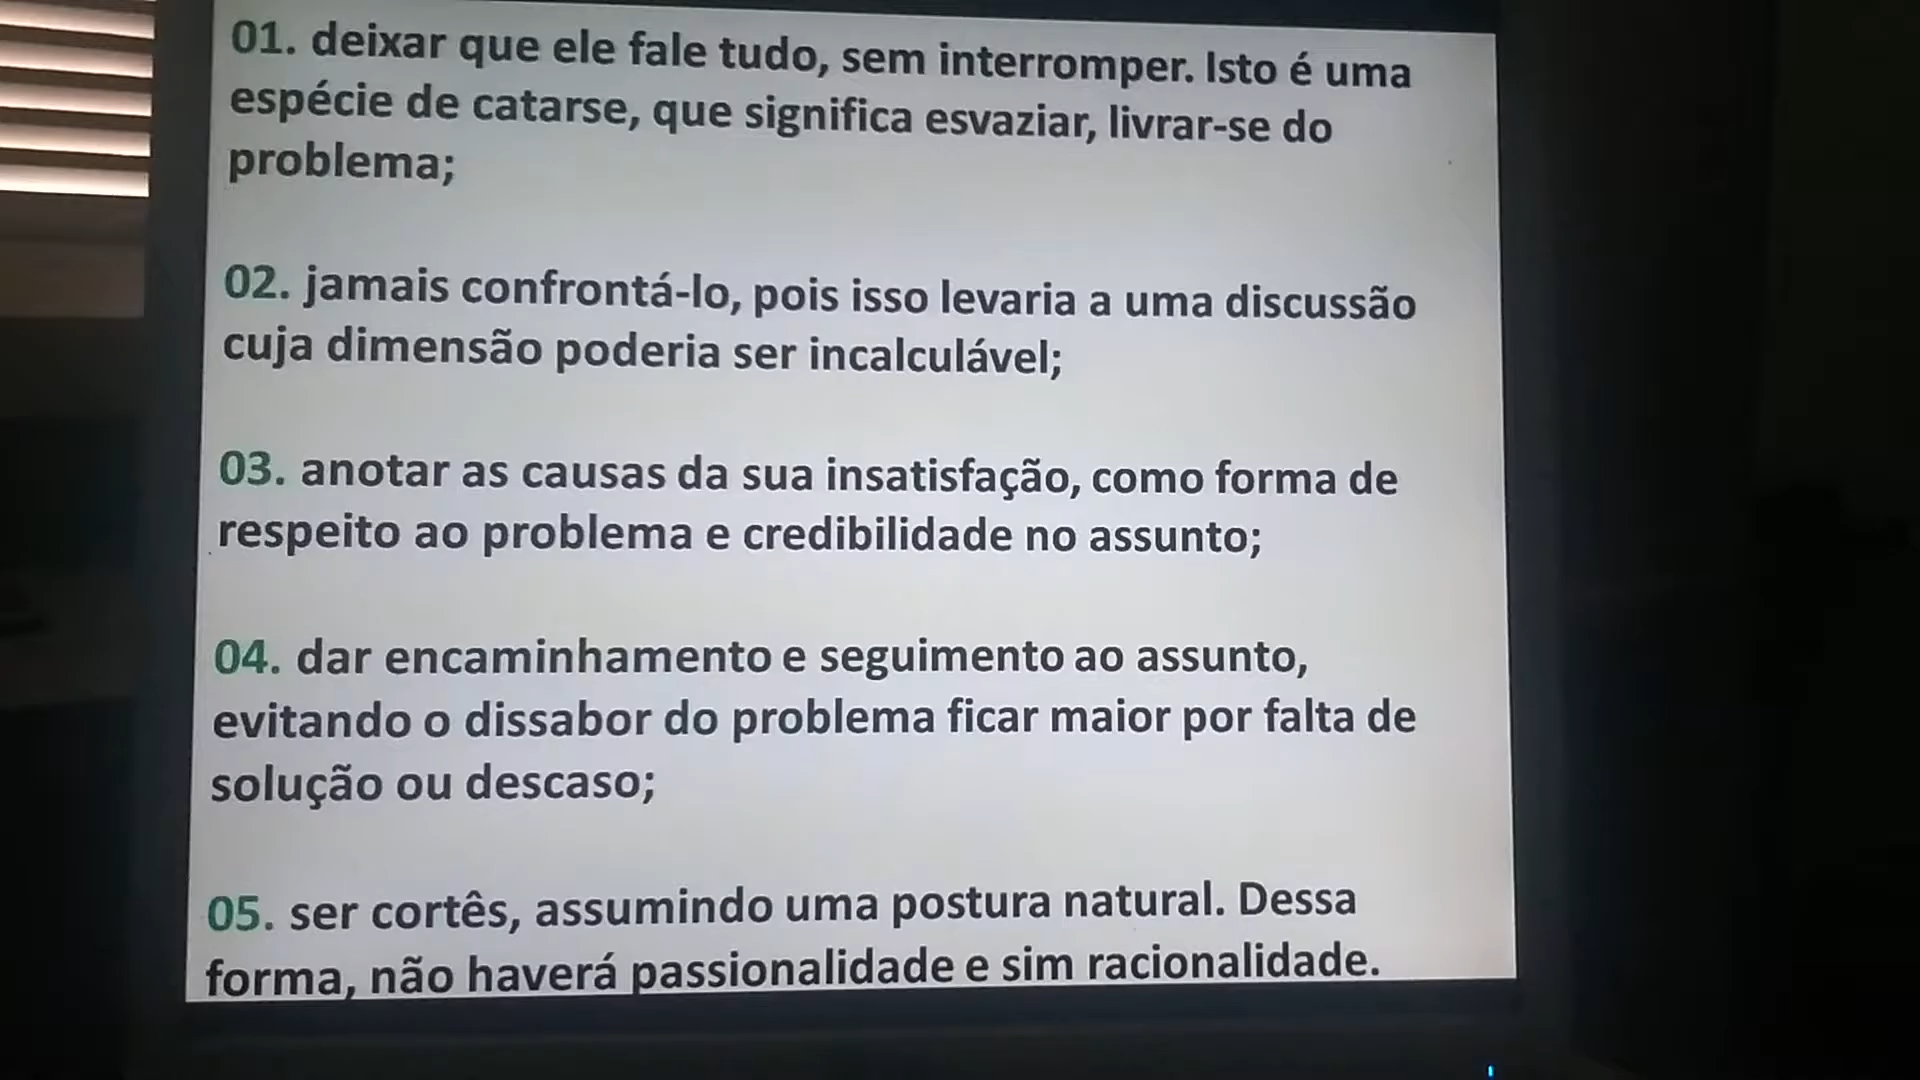 01. deixar que ele fale tudo, sem interromper. Isto é uma
espécie de catarse, que significa esvaziar, livrar-se do
problema;
02. jamais confrontá-lo, pois isso levaria a uma discussão
cuja dimensão poderia ser incalculável;
03. anotar as causas da sua insatisfação, como forma de
respeito ao problema e credibilidade no assunto;
04. dar encaminhamento e seguimento ao assunto,
evitando o dissabor do problema ficar maior por falta de
solução ou descaso;
05. ser cortês, assumindo uma postura natural. Dessa
forma, não haverá passionalidade e sim racionalidade.